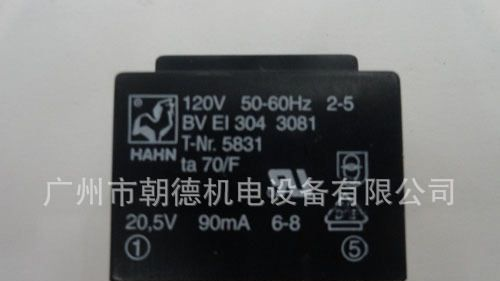 120V 50-60Hz 2-5
BV EI 304 3081
T-Nr. 5831
HAHN
ta 70/F
广州市朝德机电设备有限公司
20,5V 90mA 6-8
1 5